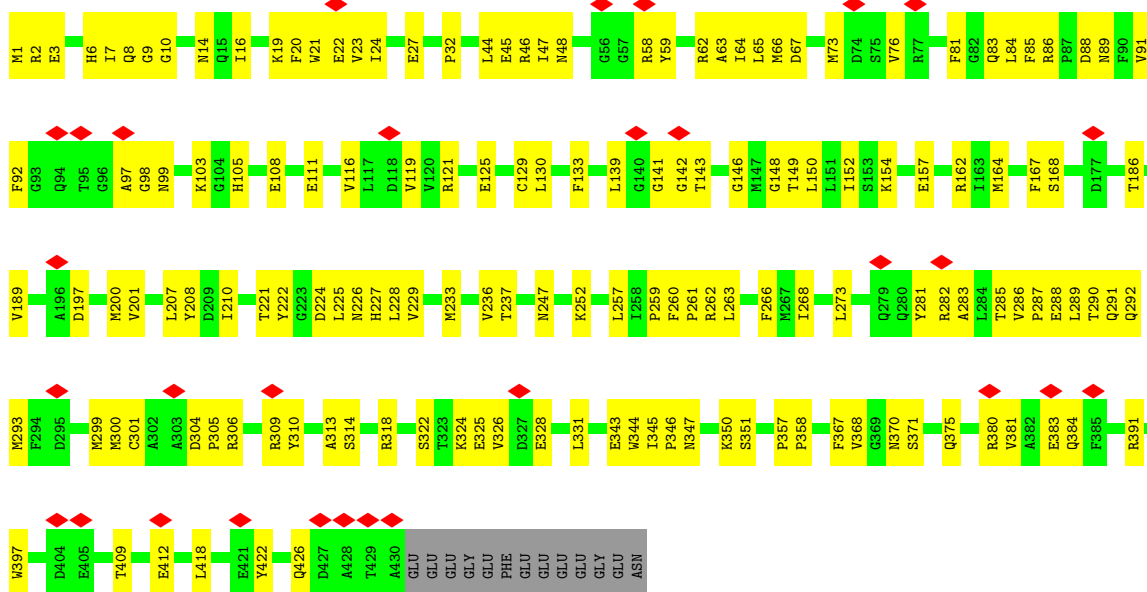 M1 R2 E3 H6 I7 Q8 G9 G10 N14 Q15 I16 K19 F20 W21 E22 V23 I24 E27 P32 L44 E45 R46 I47 N48 G56 G57 R58 Y59 R62 A63 I64 L65 M66 D67 M73 D74 S75 V76 R77 F81 G82 Q83 L84 F85 R86 P87 D88 N89 F90 V91
F92 G93 Q94 T95 G96 A97 G98 N99 K103 G104 H105 E108 E111 V116 L117 D118 V119 V120 R121 E125 C129 L130 F133 L139 G140 G141 G142 T143 G146 M147 G148 T149 L150 L151 I152 S153 K154 E157 R162 I163 M164 F167 S168 D177 T186
V189 A196 D197 M200 V201 L207 Y208 D209 I210 T221 Y222 G223 D224 L225 N226 H227 L228 V229 M233 V236 T237 N247 K252 L257 I258 P259 F260 P261 R262 L263 F266 M267 I268 L273 Q279 Q280 Y281 R282 A283 L284 T285 V286 P287 E288 L289 T290 Q291 Q292
M293 F294 D295 M299 M300 C301 A302 A303 D304 P305 R306 R309 Y310 A313 S314 R318 S322 T323 K324 E325 V326 D327 E328 L331 E343 W344 I345 P346 N347 K350 S351 P357 P358 F367 V368 G369 N370 S371 Q375 R380 V381 A382 E383 Q384 F385 R391
W397 D404 E405 T409 E412 L418 E421 Y422 Q426 D427 A428 T429 A430 GLU GLU GLU GLY GLU PHE GLU GLU GLU GLU GLY GLU ASN